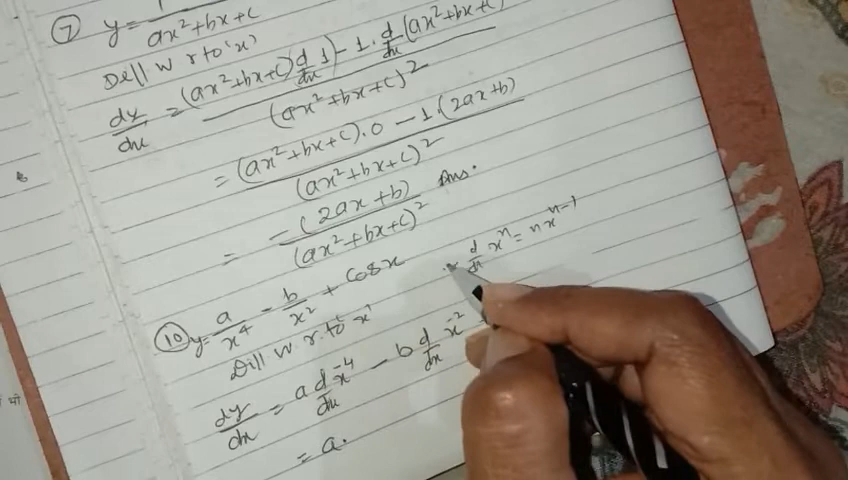 ⑦ y = 1/(ax²+bx+c)
Diff w r to 'x'
dy/dx = ((ax²+bx+c)(d/dx 1) - 1 · d/dx (ax²+bx+c))/(ax²+bx+c)²
= ((ax²+bx+c).0 - 1.(2ax+b))/(ax²+bx+c)²
= -(2ax+b)/(ax²+bx+c)² Ans.
⑩ y = a/x⁴ - b/x² + cosx
d/dx xⁿ = n xⁿ⁻¹
Diff w r to 'x'
dy/dx = a d/dx x⁻⁴ - b d/dx x⁻²
= a.